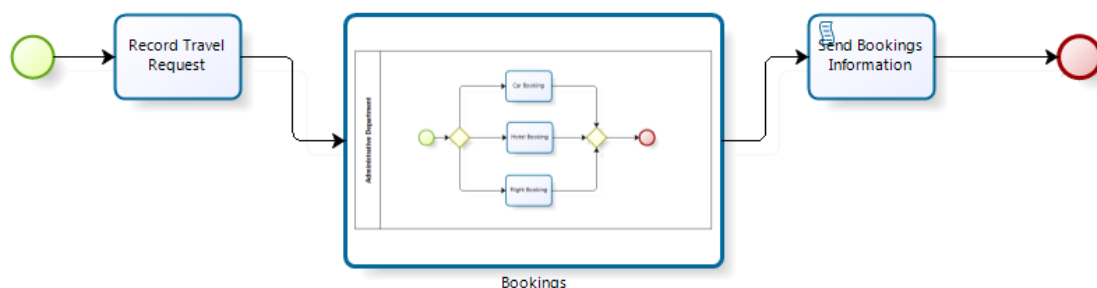 Record Travel
Request
Administrative Department
Car Booking
Hotel Booking
Flight Booking
Send Bookings
Information
Bookings